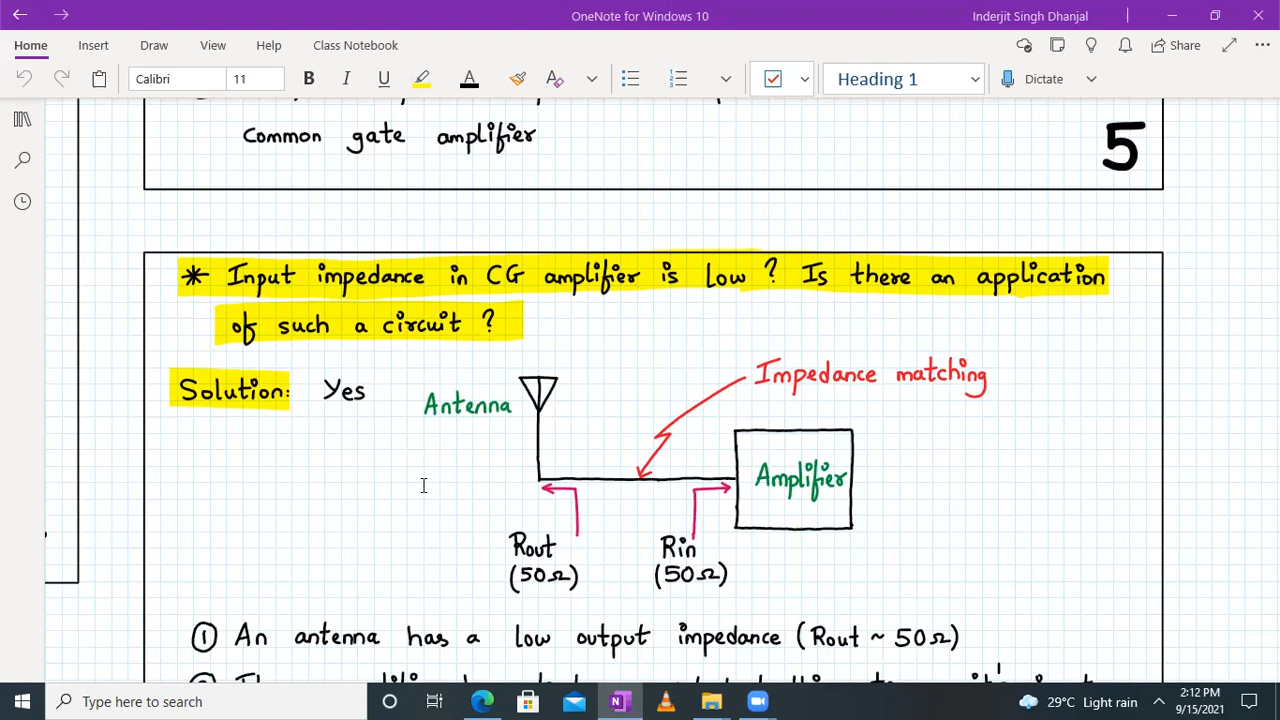 OneNote for Windows 10
Inderjit Singh Dhanjal
Home Insert Draw View Help Class Notebook
Share
Calibri 11 B I U A Heading 1 Dictate
Common gate amplifier
5
* Input impedance in CG amplifier is low ? Is there an application
of such a circuit ?
Solution: Yes
Antenna
Impedance matching
Amplifier
Rout
(50Ω)
Rin
(50Ω)
① An antenna has a low output impedance (Rout ~ 50Ω)
Type here to search
29°C Light rain
2:12 PM
9/15/2021